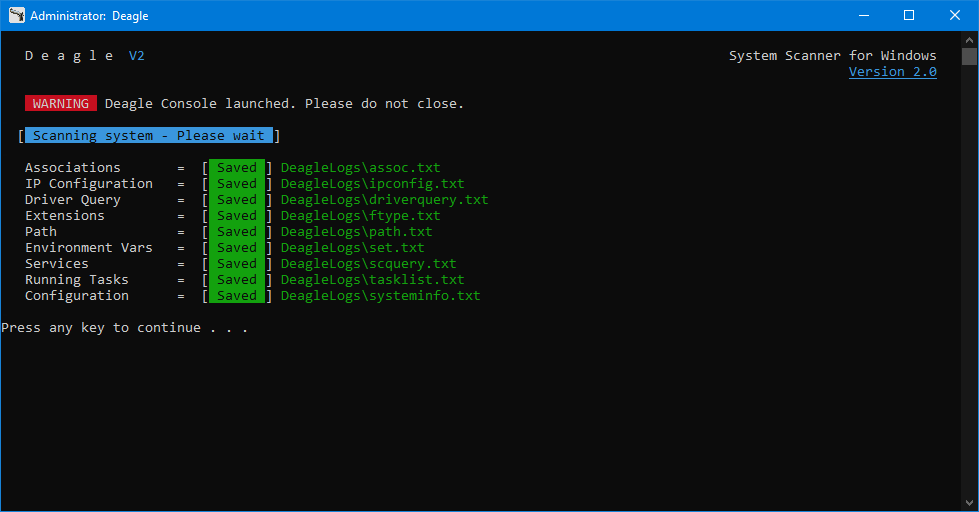 Administrator: Deagle
D e a g l e V2 System Scanner for Windows
Version 2.0
WARNING Deagle Console launched. Please do not close.
[ Scanning system - Please wait ]
Associations = [ Saved ] DeagleLogs\assoc.txt
IP Configuration = [ Saved ] DeagleLogs\ipconfig.txt
Driver Query = [ Saved ] DeagleLogs\driverquery.txt
Extensions = [ Saved ] DeagleLogs\ftype.txt
Path = [ Saved ] DeagleLogs\path.txt
Environment Vars = [ Saved ] DeagleLogs\set.txt
Services = [ Saved ] DeagleLogs\scquery.txt
Running Tasks = [ Saved ] DeagleLogs\tasklist.txt
Configuration = [ Saved ] DeagleLogs\systeminfo.txt
Press any key to continue . . .